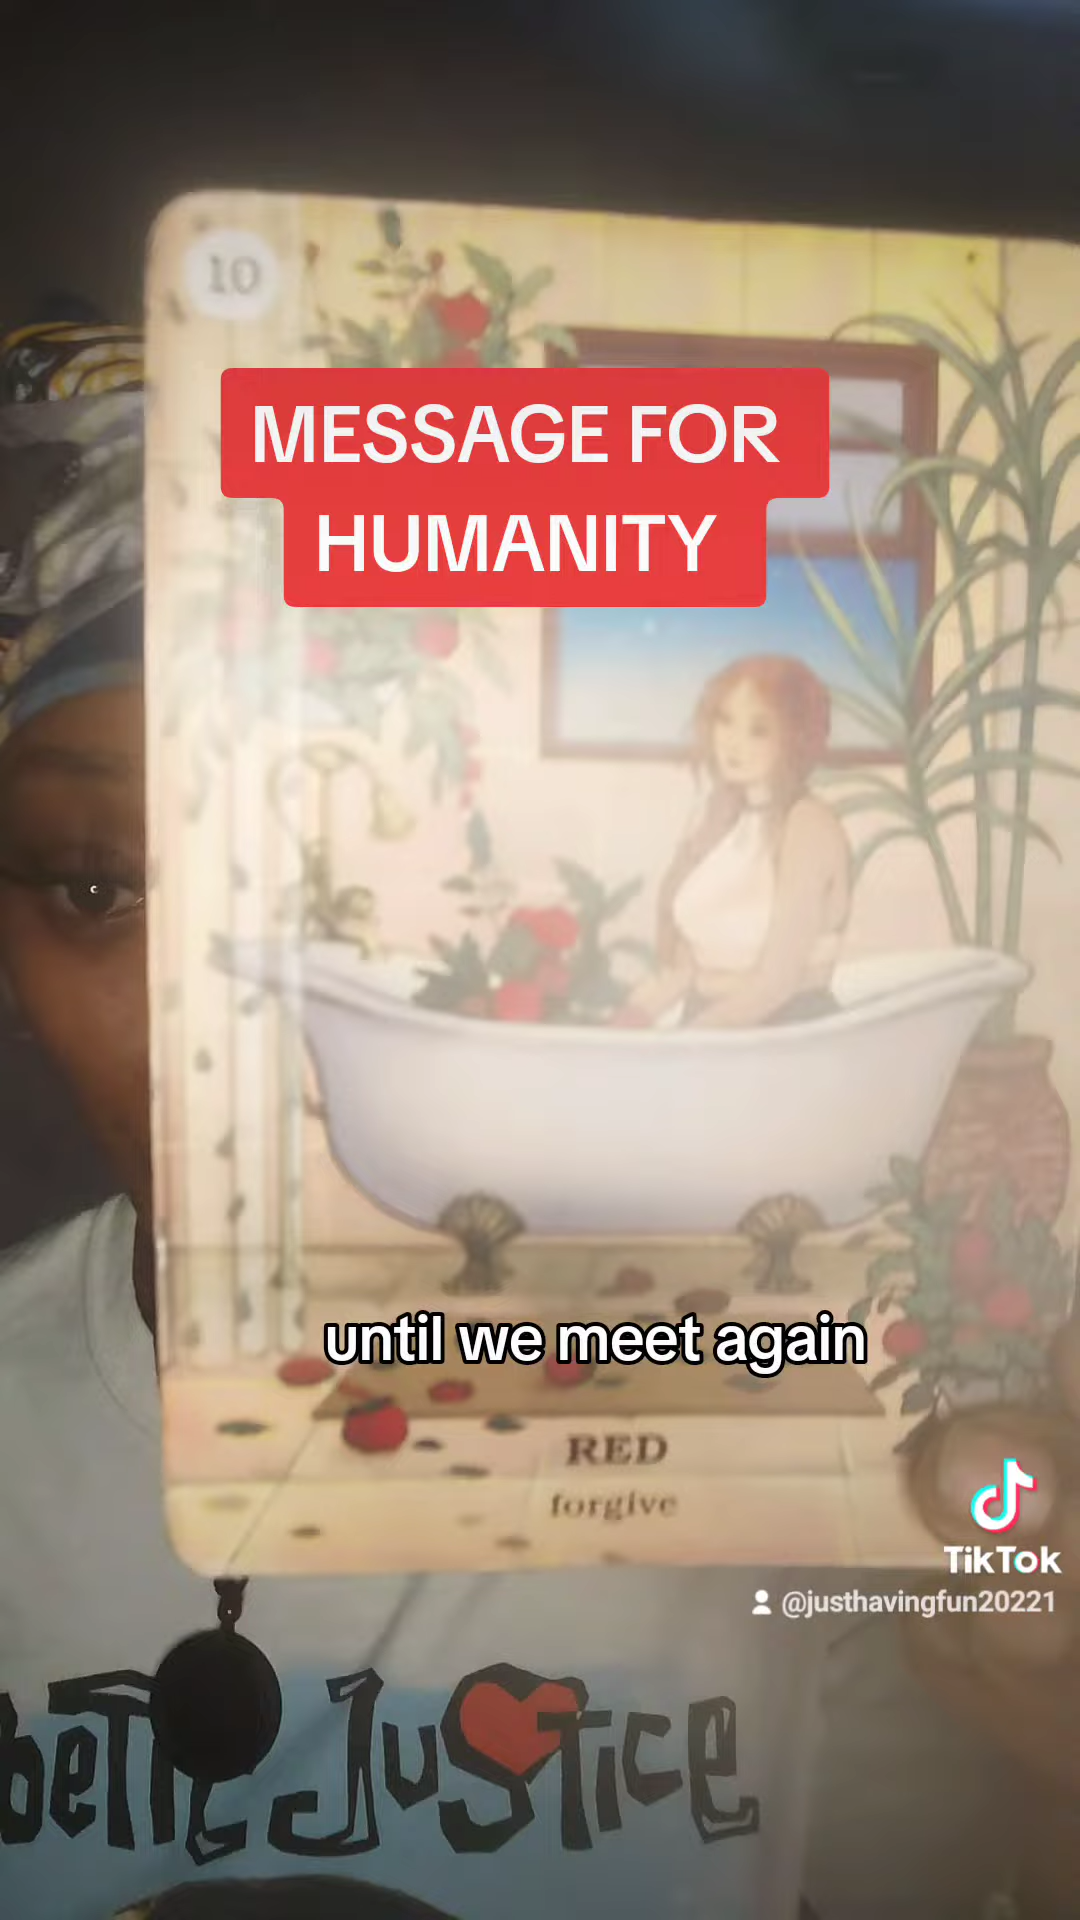 10
MESSAGE FOR
HUMANITY
until we meet again
RED
forgive
TikTok
@justhavingfun20221
JuSTice